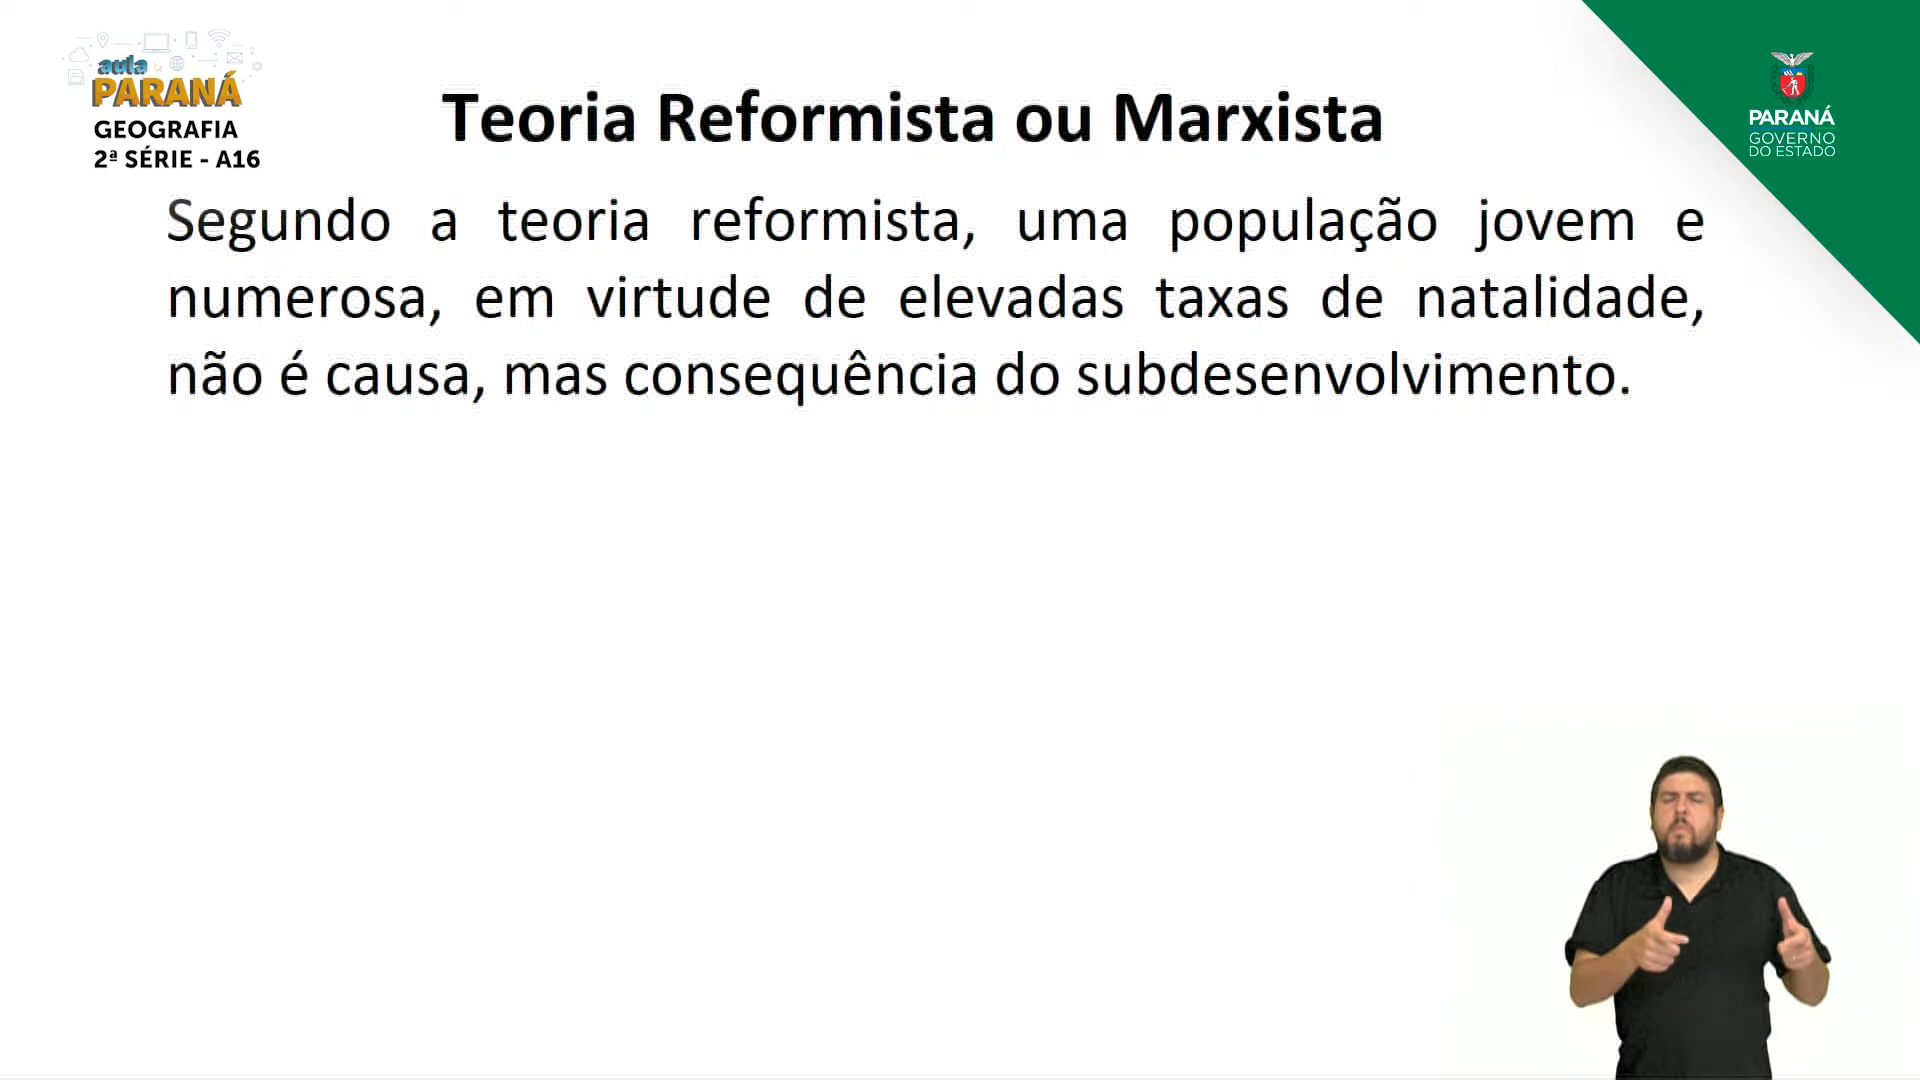 aula
PARANÁ
GEOGRAFIA
2ª SÉRIE - A16
Teoria Reformista ou Marxista
PARANÁ
GOVERNO
DO ESTADO
Segundo a teoria reformista, uma população jovem e
numerosa, em virtude de elevadas taxas de natalidade,
não é causa, mas consequência do subdesenvolvimento.